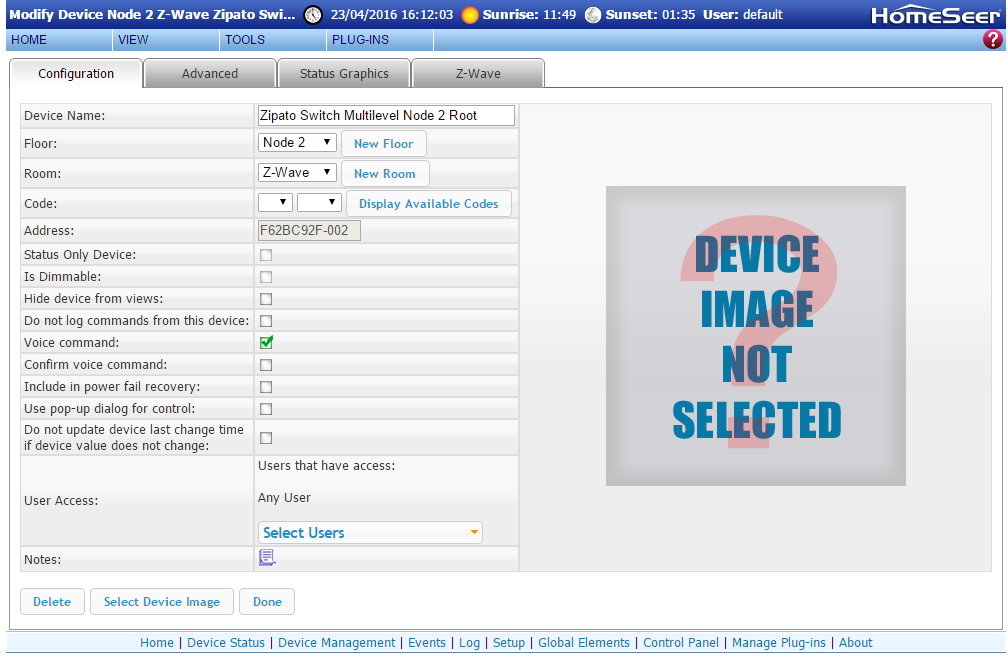 Modify Device Node 2 Z-Wave Zipato Swi... 23/04/2016 16:12:03 Sunrise: 11:49 Sunset: 01:35 User: default HomeSeer
HOME VIEW TOOLS PLUG-INS ?
Configuration Advanced Status Graphics Z-Wave
Device Name: Zipato Switch Multilevel Node 2 Root
Floor: Node 2 New Floor
Room: Z-Wave New Room
Code: Display Available Codes
Address: F62BC92F-002
Status Only Device:
Is Dimmable:
Hide device from views:
Do not log commands from this device:
Voice command:
Confirm voice command:
Include in power fail recovery:
Use pop-up dialog for control:
Do not update device last change time
if device value does not change:
User Access:
Users that have access:
Any User
Select Users
Notes:
?
DEVICE
IMAGE
NOT
SELECTED
Delete Select Device Image Done
Home | Device Status | Device Management | Events | Log | Setup | Global Elements | Control Panel | Manage Plug-ins | About